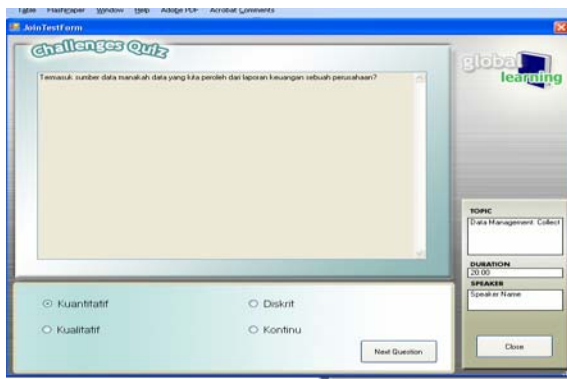 Table FlashPaper Window Help Adobe PDF Acrobat Comments
JoinTestForm
Challenges Quiz
global
learning
Termasuk sumber data manakah data yang kita peroleh dari laporan keuangan sebuah perusahaan?
TOPIC
Data Management Collect
DURATION
20:00
SPEAKER
Speaker Name
Kuantitatif
Diskrit
Kualitatif
Kontinu
Next Question
Close